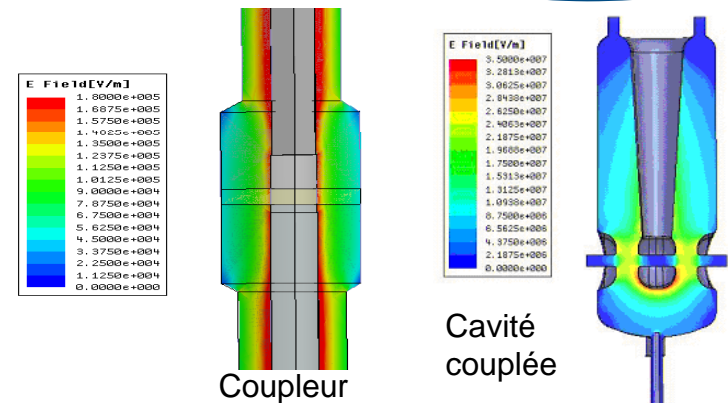 E Field[V/m]
1.8000e+005
1.6875e+005
1.5750e+005
1.4625e+005
1.3500e+005
1.2375e+005
1.1250e+005
1.0125e+005
9.0000e+004
7.8750e+004
6.7500e+004
5.6250e+004
4.5000e+004
3.3750e+004
2.2500e+004
1.1250e+004
0.0000e+000
Coupleur
E Field[V/m]
3.5000e+007
3.2813e+007
3.0625e+007
2.8438e+007
2.6250e+007
2.4063e+007
2.1875e+007
1.9688e+007
1.7500e+007
1.5313e+007
1.3125e+007
1.0938e+007
8.7500e+006
6.5625e+006
4.3750e+006
2.1875e+006
0.0000e+000
Cavité
couplée